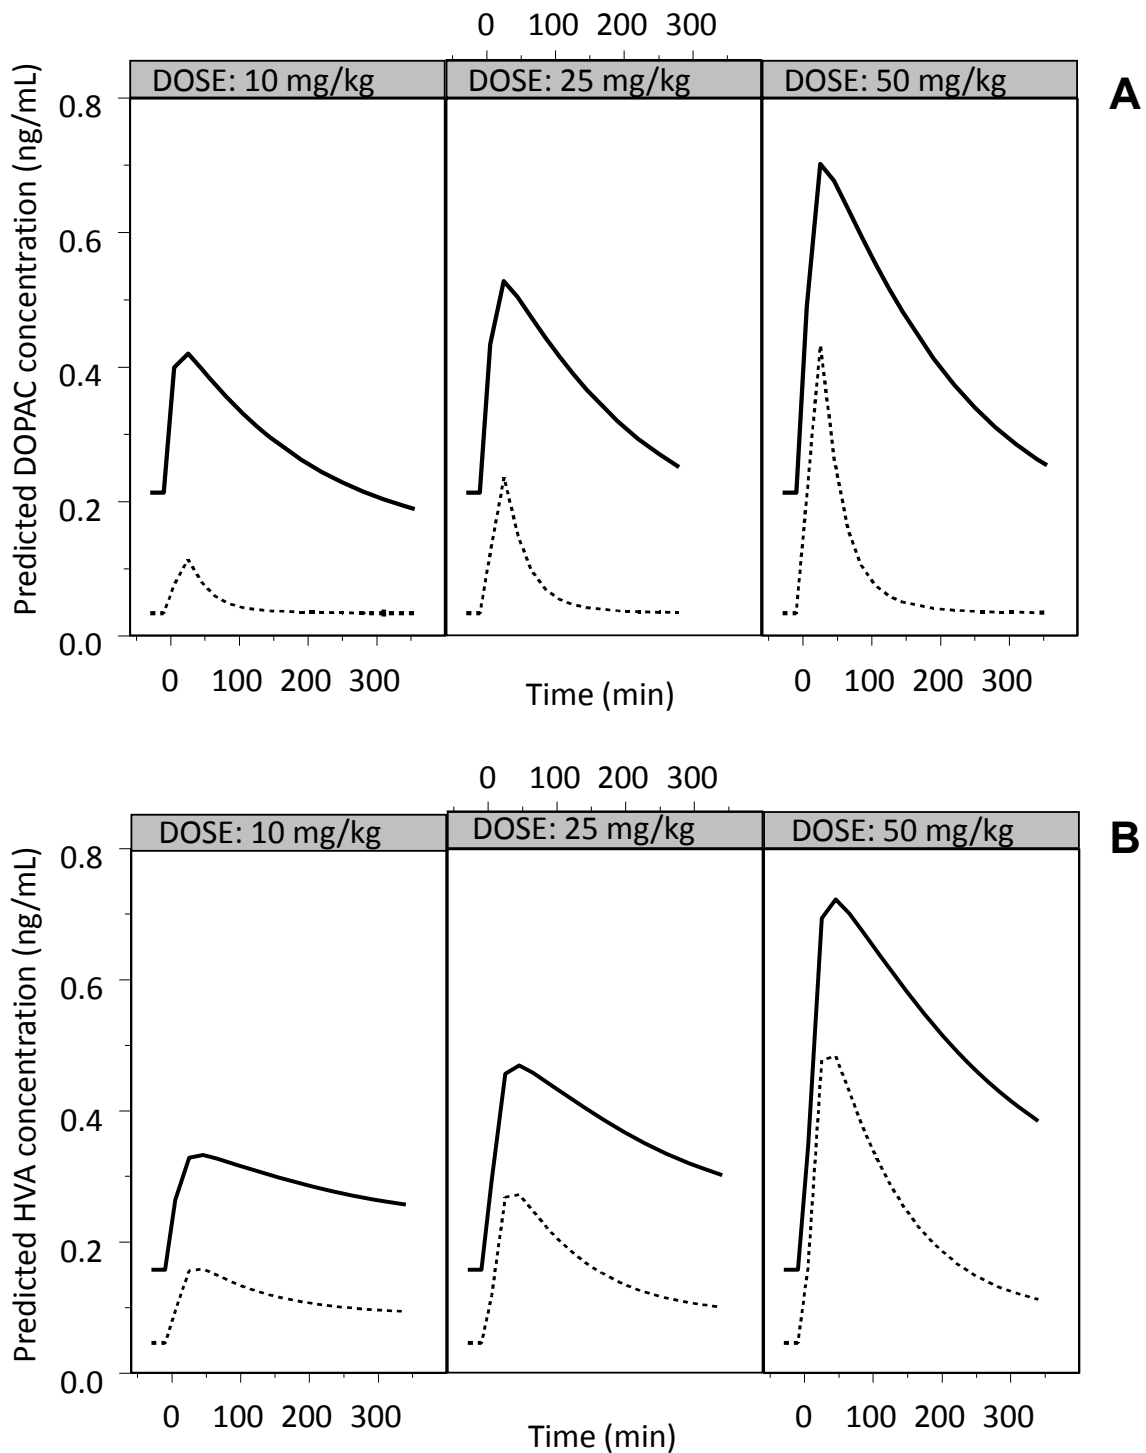 0 100 200 300
DOSE: 10 mg/kg DOSE: 25 mg/kg DOSE: 50 mg/kg
A
Predicted DOPAC concentration (ng/mL)
0.8
0.6
0.4
0.2
0.0
0 100 200 300
0 100 200 300
Time (min)
0 100 200 300
DOSE: 10 mg/kg DOSE: 25 mg/kg DOSE: 50 mg/kg
B
Predicted HVA concentration (ng/mL)
0.8
0.6
0.4
0.2
0.0
0 100 200 300
0 100 200 300
Time (min)